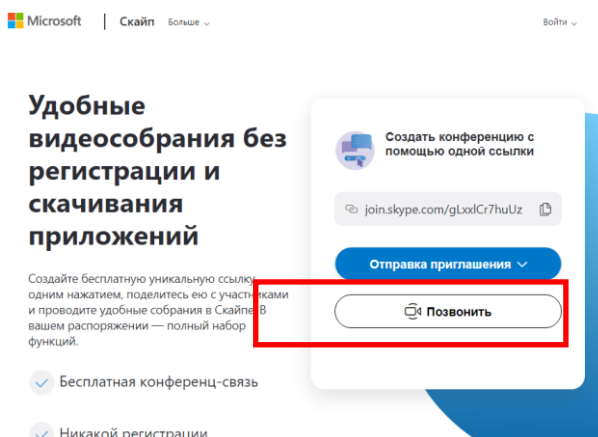 Microsoft Скайп Больше Войти
Удобные
видеособрания без
регистрации и
скачивания
приложений
Создайте бесплатную уникальную ссылку
одним нажатием, поделитесь ею с участниками
и проводите удобные собрания в Скайпе. В
вашем распоряжении — полный набор
функций.
Бесплатная конференц-связь
Никакой регистрации
Создать конференцию с
помощью одной ссылки
join.skype.com/gLxxlCr7huUz
Отправка приглашения
Позвонить